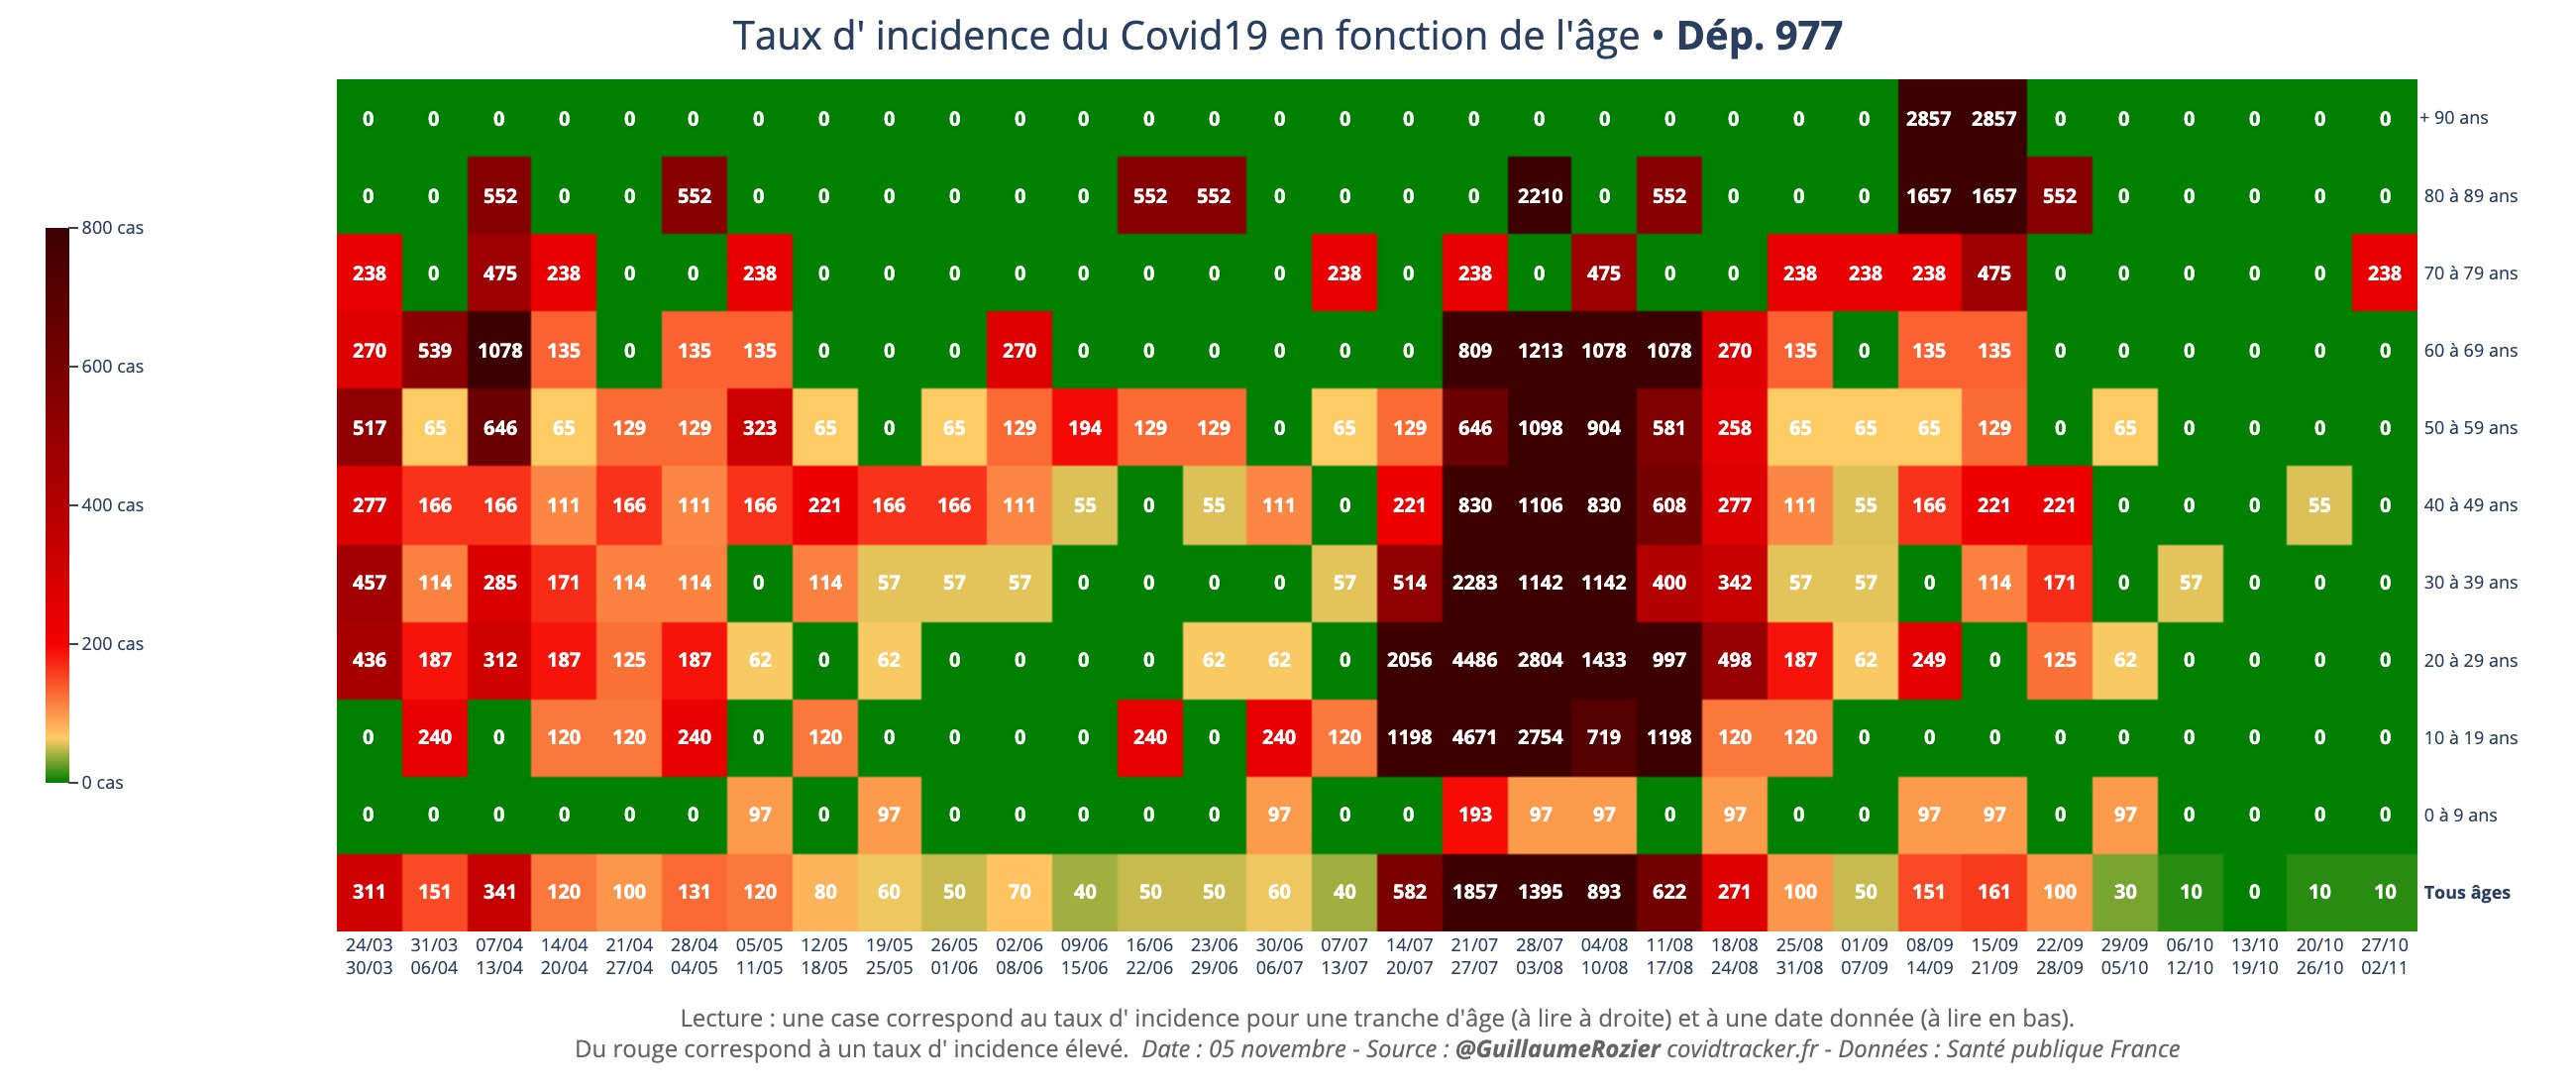 Taux d' incidence du Covid19 en fonction de l'âge • Dép. 977
0 0 0 0 0 0 0 0 0 0 0 0 0 0 0 0 0 0 0 0 0 0 0 0 2857 2857 0 0 0 0 0 0 + 90 ans
0 0 552 0 0 552 0 0 0 0 0 0 552 552 0 0 0 0 2210 0 552 0 0 0 1657 1657 552 0 0 0 0 0 80 à 89 ans
800 cas
238 0 475 238 0 0 238 0 0 0 0 0 0 0 0 238 0 238 0 475 0 0 238 238 238 475 0 0 0 0 0 238 70 à 79 ans
270 539 1078 135 0 135 135 0 0 0 270 0 0 0 0 0 0 809 1213 1078 1078 270 135 0 135 135 0 0 0 0 0 0 60 à 69 ans
600 cas
517 65 646 65 129 129 323 65 0 65 129 194 129 129 0 65 129 646 1098 904 581 258 65 65 65 129 0 65 0 0 0 0 50 à 59 ans
400 cas
277 166 166 111 166 111 166 221 166 166 111 55 0 55 111 0 221 830 1106 830 608 277 111 55 166 221 221 0 0 0 55 0 40 à 49 ans
457 114 285 171 114 114 0 114 57 57 57 0 0 0 0 57 514 2283 1142 1142 400 342 57 57 0 114 171 0 57 0 0 0 30 à 39 ans
200 cas
436 187 312 187 125 187 62 0 62 0 0 0 0 62 62 0 2056 4486 2804 1433 997 498 187 62 249 0 125 62 0 0 0 0 20 à 29 ans
0 240 0 120 120 240 0 120 0 0 0 0 240 0 240 120 1198 4671 2754 719 1198 120 120 0 0 0 0 0 0 0 0 0 10 à 19 ans
0 cas
0 0 0 0 0 0 97 0 97 0 0 0 0 0 97 0 0 193 97 97 0 97 0 0 97 97 0 97 0 0 0 0 0 à 9 ans
311 151 341 120 100 131 120 80 60 50 70 40 50 50 60 40 582 1857 1395 893 622 271 100 50 151 161 100 30 10 0 10 10 Tous âges
24/03 31/03 07/04 14/04 21/04 28/04 05/05 12/05 19/05 26/05 02/06 09/06 16/06 23/06 30/06 07/07 14/07 21/07 28/07 04/08 11/08 18/08 25/08 01/09 08/09 15/09 22/09 29/09 06/10 13/10 20/10 27/10
30/03 06/04 13/04 20/04 27/04 04/05 11/05 18/05 25/05 01/06 08/06 15/06 22/06 29/06 06/07 13/07 20/07 27/07 03/08 10/08 17/08 24/08 31/08 07/09 14/09 21/09 28/09 05/10 12/10 19/10 26/10 02/11
Lecture : une case correspond au taux d' incidence pour une tranche d'âge (à lire à droite) et à une date donnée (à lire en bas).
Du rouge correspond à un taux d' incidence élevé. Date : 05 novembre - Source : @GuillaumeRozier covidtracker.fr - Données : Santé publique France